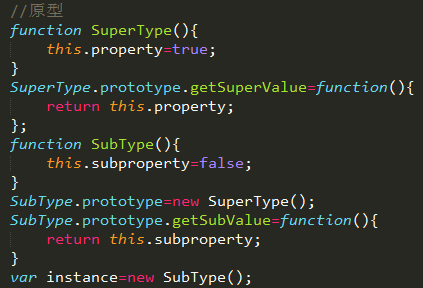 //原型
function SuperType(){
    this.property=true;
}
SuperType.prototype.getSuperValue=function(){
    return this.property;
};
function SubType(){
    this.subproperty=false;
}
SubType.prototype=new SuperType();
SubType.prototype.getSubValue=function(){
    return this.subproperty;
}
var instance=new SubType();